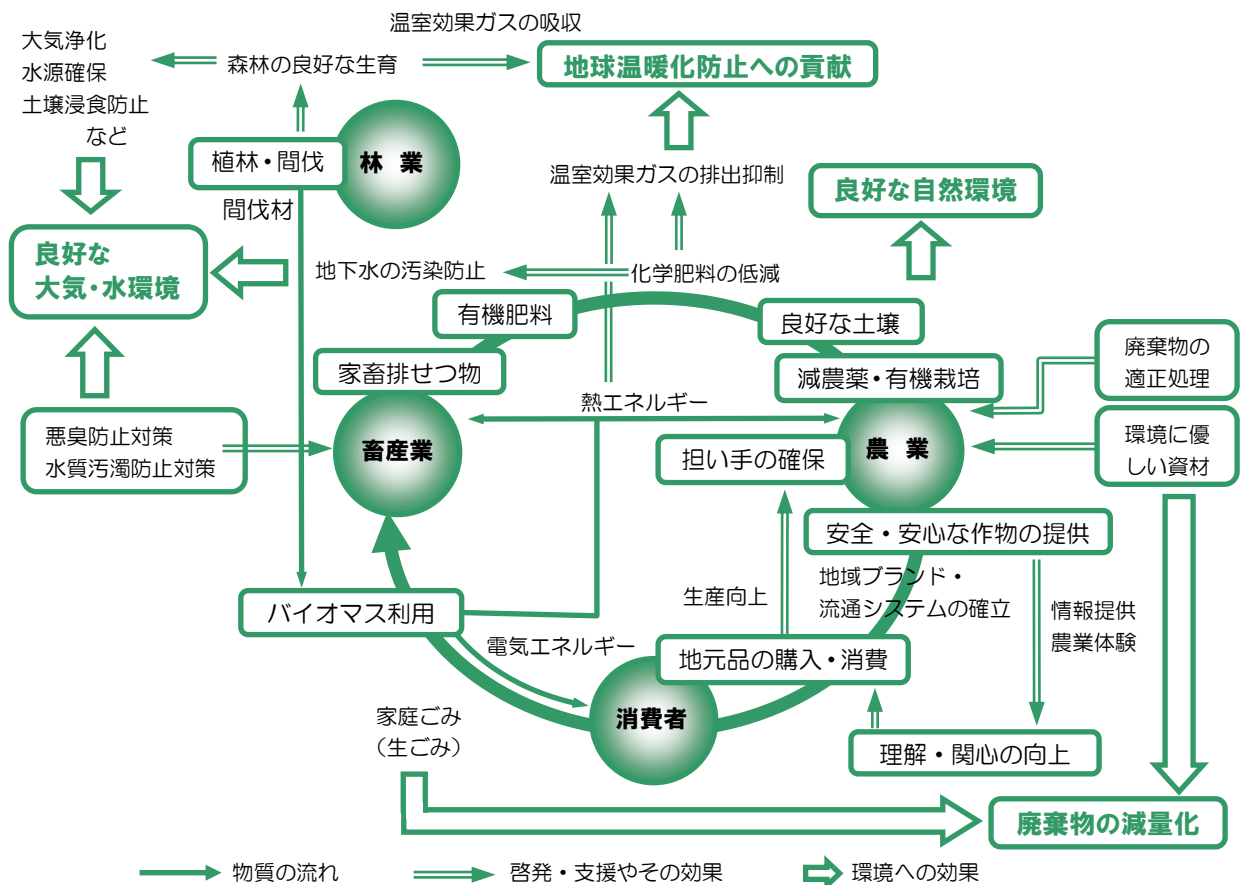 温室効果ガスの吸収
大気浄化
水源確保
土壌浸食防止
など
森林の良好な生育
地球温暖化防止への貢献
植林・間伐
林 業
間伐材
温室効果ガスの排出抑制
良好な自然環境
良好な
大気・水環境
地下水の汚染防止
化学肥料の低減
有機肥料
良好な土壌
家畜排せつ物
減農薬・有機栽培
廃棄物の
適正処理
熱エネルギー
悪臭防止対策
水質汚濁防止対策
畜産業
担い手の確保
農 業
環境に優
しい資材
安全・安心な作物の提供
地域ブランド・
流通システムの確立
生産向上
情報提供
農業体験
バイオマス利用
電気エネルギー
地元品の購入・消費
家庭ごみ
（生ごみ）
消費者
理解・関心の向上
廃棄物の減量化
物質の流れ
啓発・支援やその効果
環境への効果